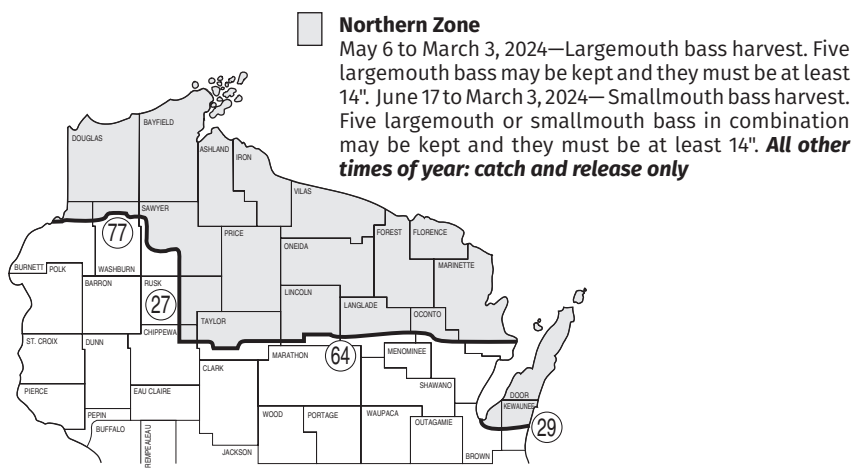 Northern Zone
May 6 to March 3, 2024—Largemouth bass harvest. Five
largemouth bass may be kept and they must be at least
14". June 17 to March 3, 2024— Smallmouth bass harvest.
Five largemouth or smallmouth bass in combination
may be kept and they must be at least 14". All other
times of year: catch and release only
BAYFIELD
DOUGLAS
ASHLAND
IRON
VILAS
SAWYER
77
PRICE
FOREST
FLORENCE
ONEIDA
BURNETT
POLK
WASHBURN
MARINETTE
BARRON
RUSK
27
LINCOLN
LANGLADE
OCONTO
TAYLOR
CHIPPEWA
ST. CROIX
DUNN
64
MARATHON
MENOMINEE
CLARK
SHAWANO
PIERCE
EAU CLAIRE
DOOR
KEWAUNEE
PEPIN
WOOD
PORTAGE
WAUPACA
BUFFALO
TREMPEALEAU
OUTAGAMIE
29
JACKSON
BROWN